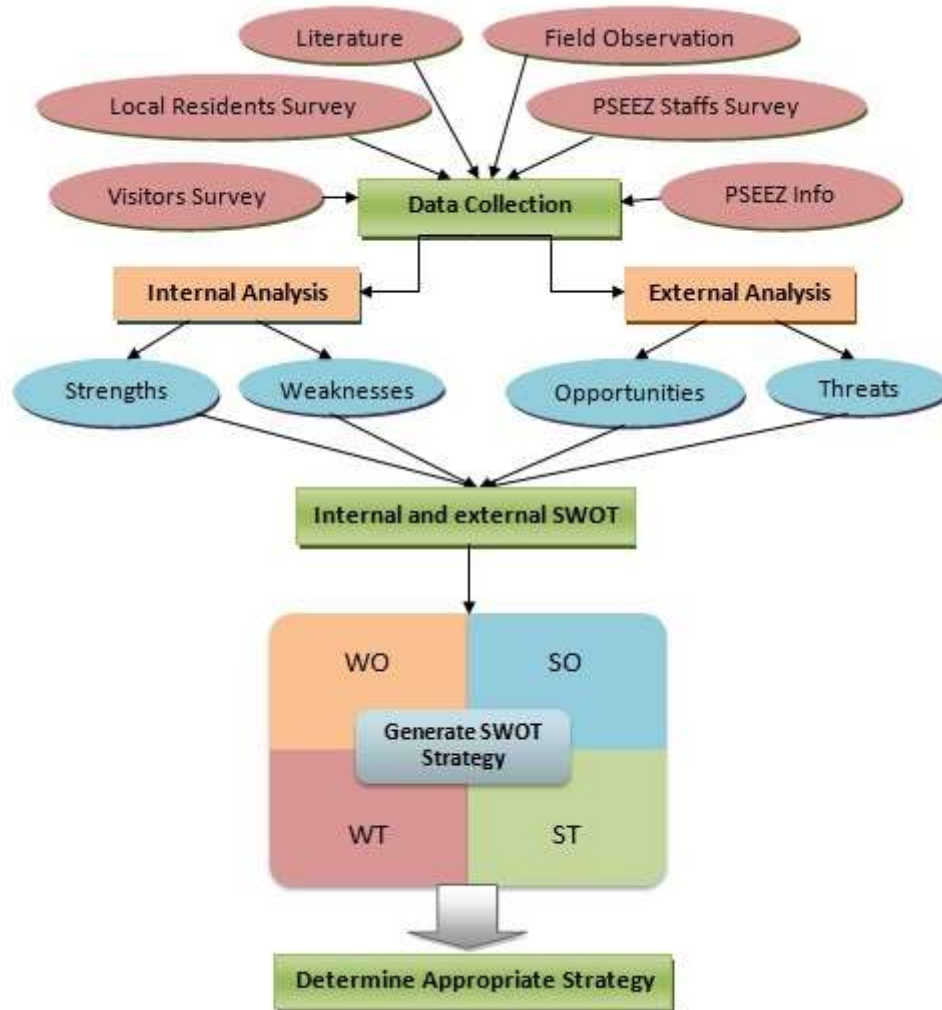 Literature
Field Observation
Local Residents Survey
PSEEZ Staffs Survey
Visitors Survey
Data Collection
PSEEZ Info
Internal Analysis
External Analysis
Strengths
Weaknesses
Opportunities
Threats
Internal and external SWOT
WO
SO
Generate SWOT
Strategy
WT
ST
Determine Appropriate Strategy